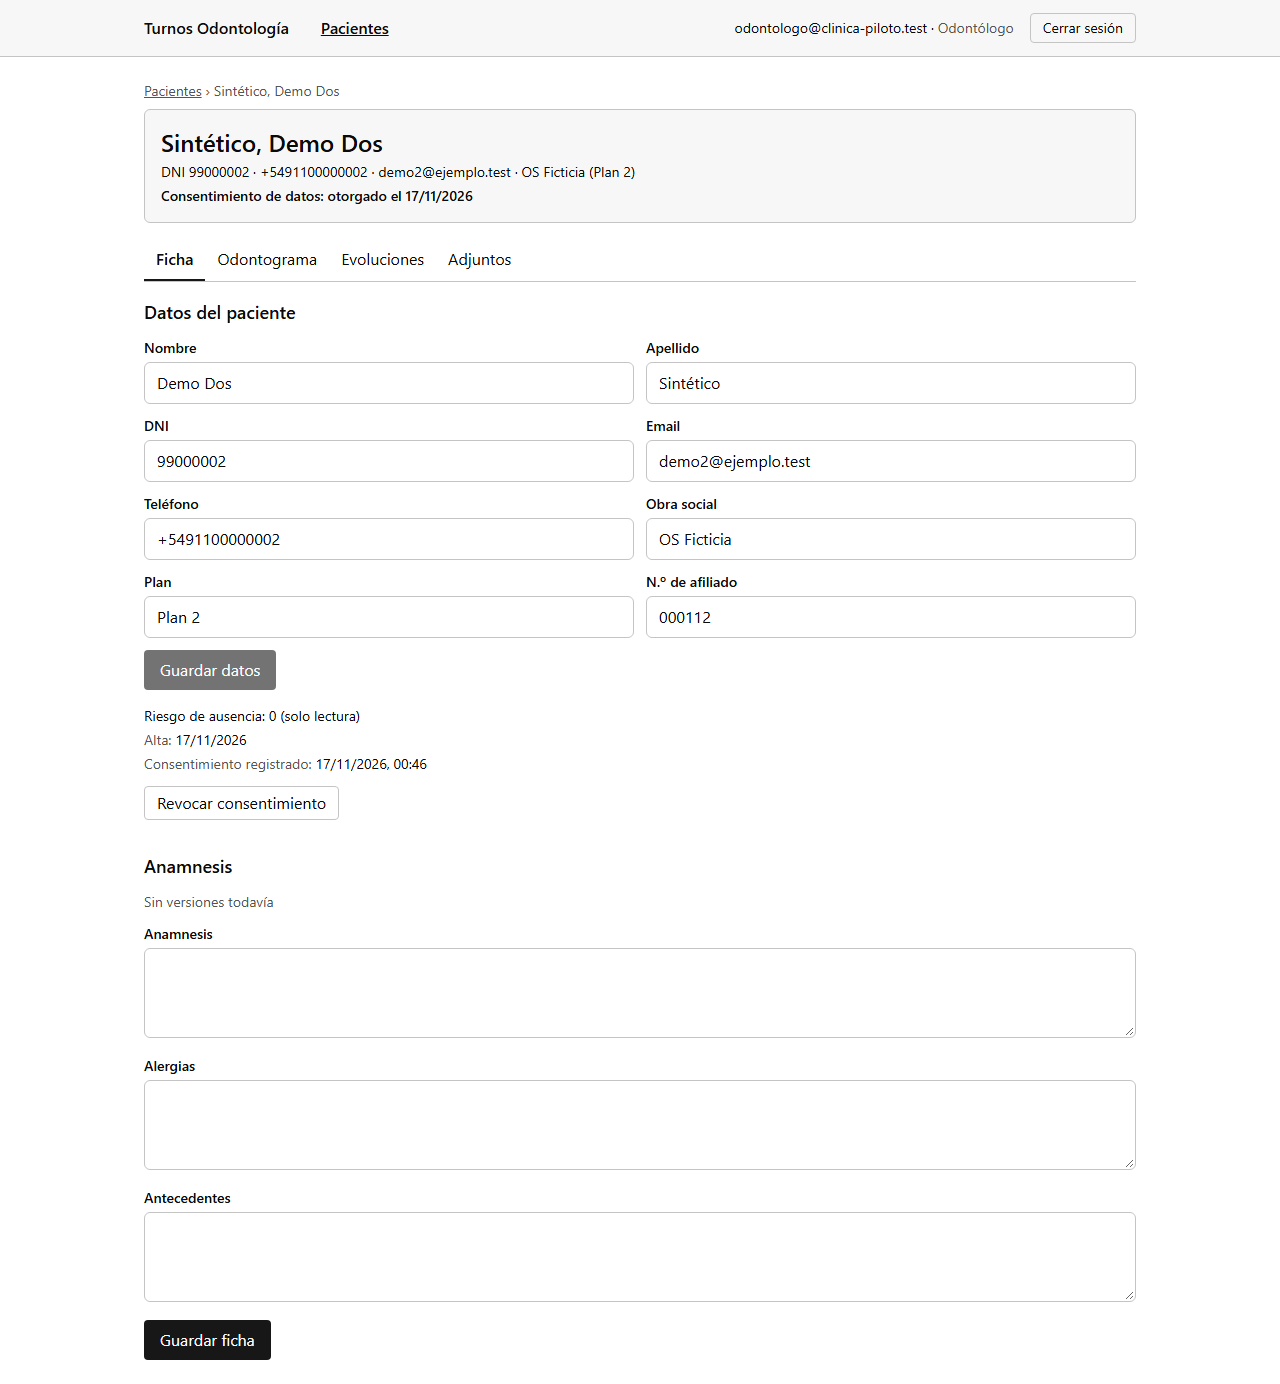 Turnos Odontología Pacientes odontologo@clinica-piloto.test · Odontólogo Cerrar sesión
Pacientes › Sintético, Demo Dos
Sintético, Demo Dos
DNI 99000002 · +5491100000002 · demo2@ejemplo.test · OS Ficticia (Plan 2)
Consentimiento de datos: otorgado el 17/11/2026
Ficha Odontograma Evoluciones Adjuntos
Datos del paciente
Nombre Apellido
Demo Dos Sintético
DNI Email
99000002 demo2@ejemplo.test
Teléfono Obra social
+5491100000002 OS Ficticia
Plan N.º de afiliado
Plan 2 000112
Guardar datos
Riesgo de ausencia: 0 (solo lectura)
Alta: 17/11/2026
Consentimiento registrado: 17/11/2026, 00:46
Revocar consentimiento
Anamnesis
Sin versiones todavía
Anamnesis
Alergias
Antecedentes
Guardar ficha